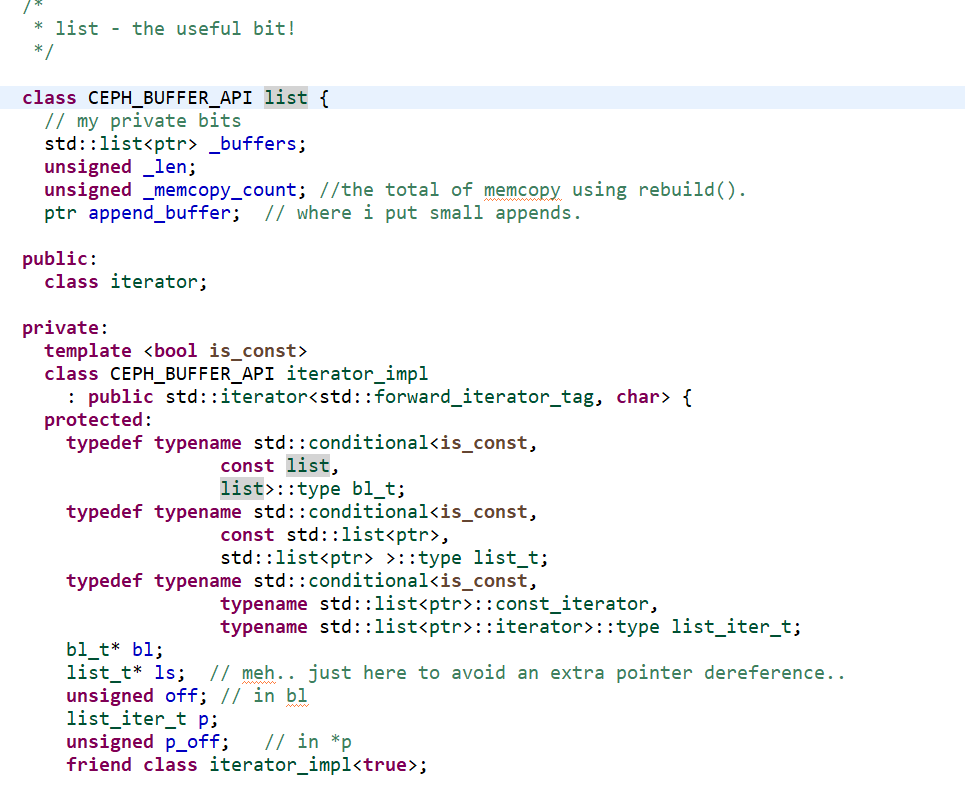 /*
 * list - the useful bit!
 */
class CEPH_BUFFER_API list {
  // my private bits
  std::list<ptr> _buffers;
  unsigned _len;
  unsigned _memcopy_count; //the total of memcopy using rebuild().
  ptr append_buffer;  // where i put small appends.
public:
  class iterator;
private:
  template <bool is_const>
  class CEPH_BUFFER_API iterator_impl
    : public std::iterator<std::forward_iterator_tag, char> {
  protected:
    typedef typename std::conditional<is_const,
                  const list,
                  list>::type bl_t;
    typedef typename std::conditional<is_const,
                  const std::list<ptr>,
                  std::list<ptr> >::type list_t;
    typedef typename std::conditional<is_const,
                  typename std::list<ptr>::const_iterator,
                  typename std::list<ptr>::iterator>::type list_iter_t;
    bl_t* bl;
    list_t* ls;  // meh.. just here to avoid an extra pointer dereference..
    unsigned off; // in bl
    list_iter_t p;
    unsigned p_off;   // in *p
    friend class iterator_impl<true>;